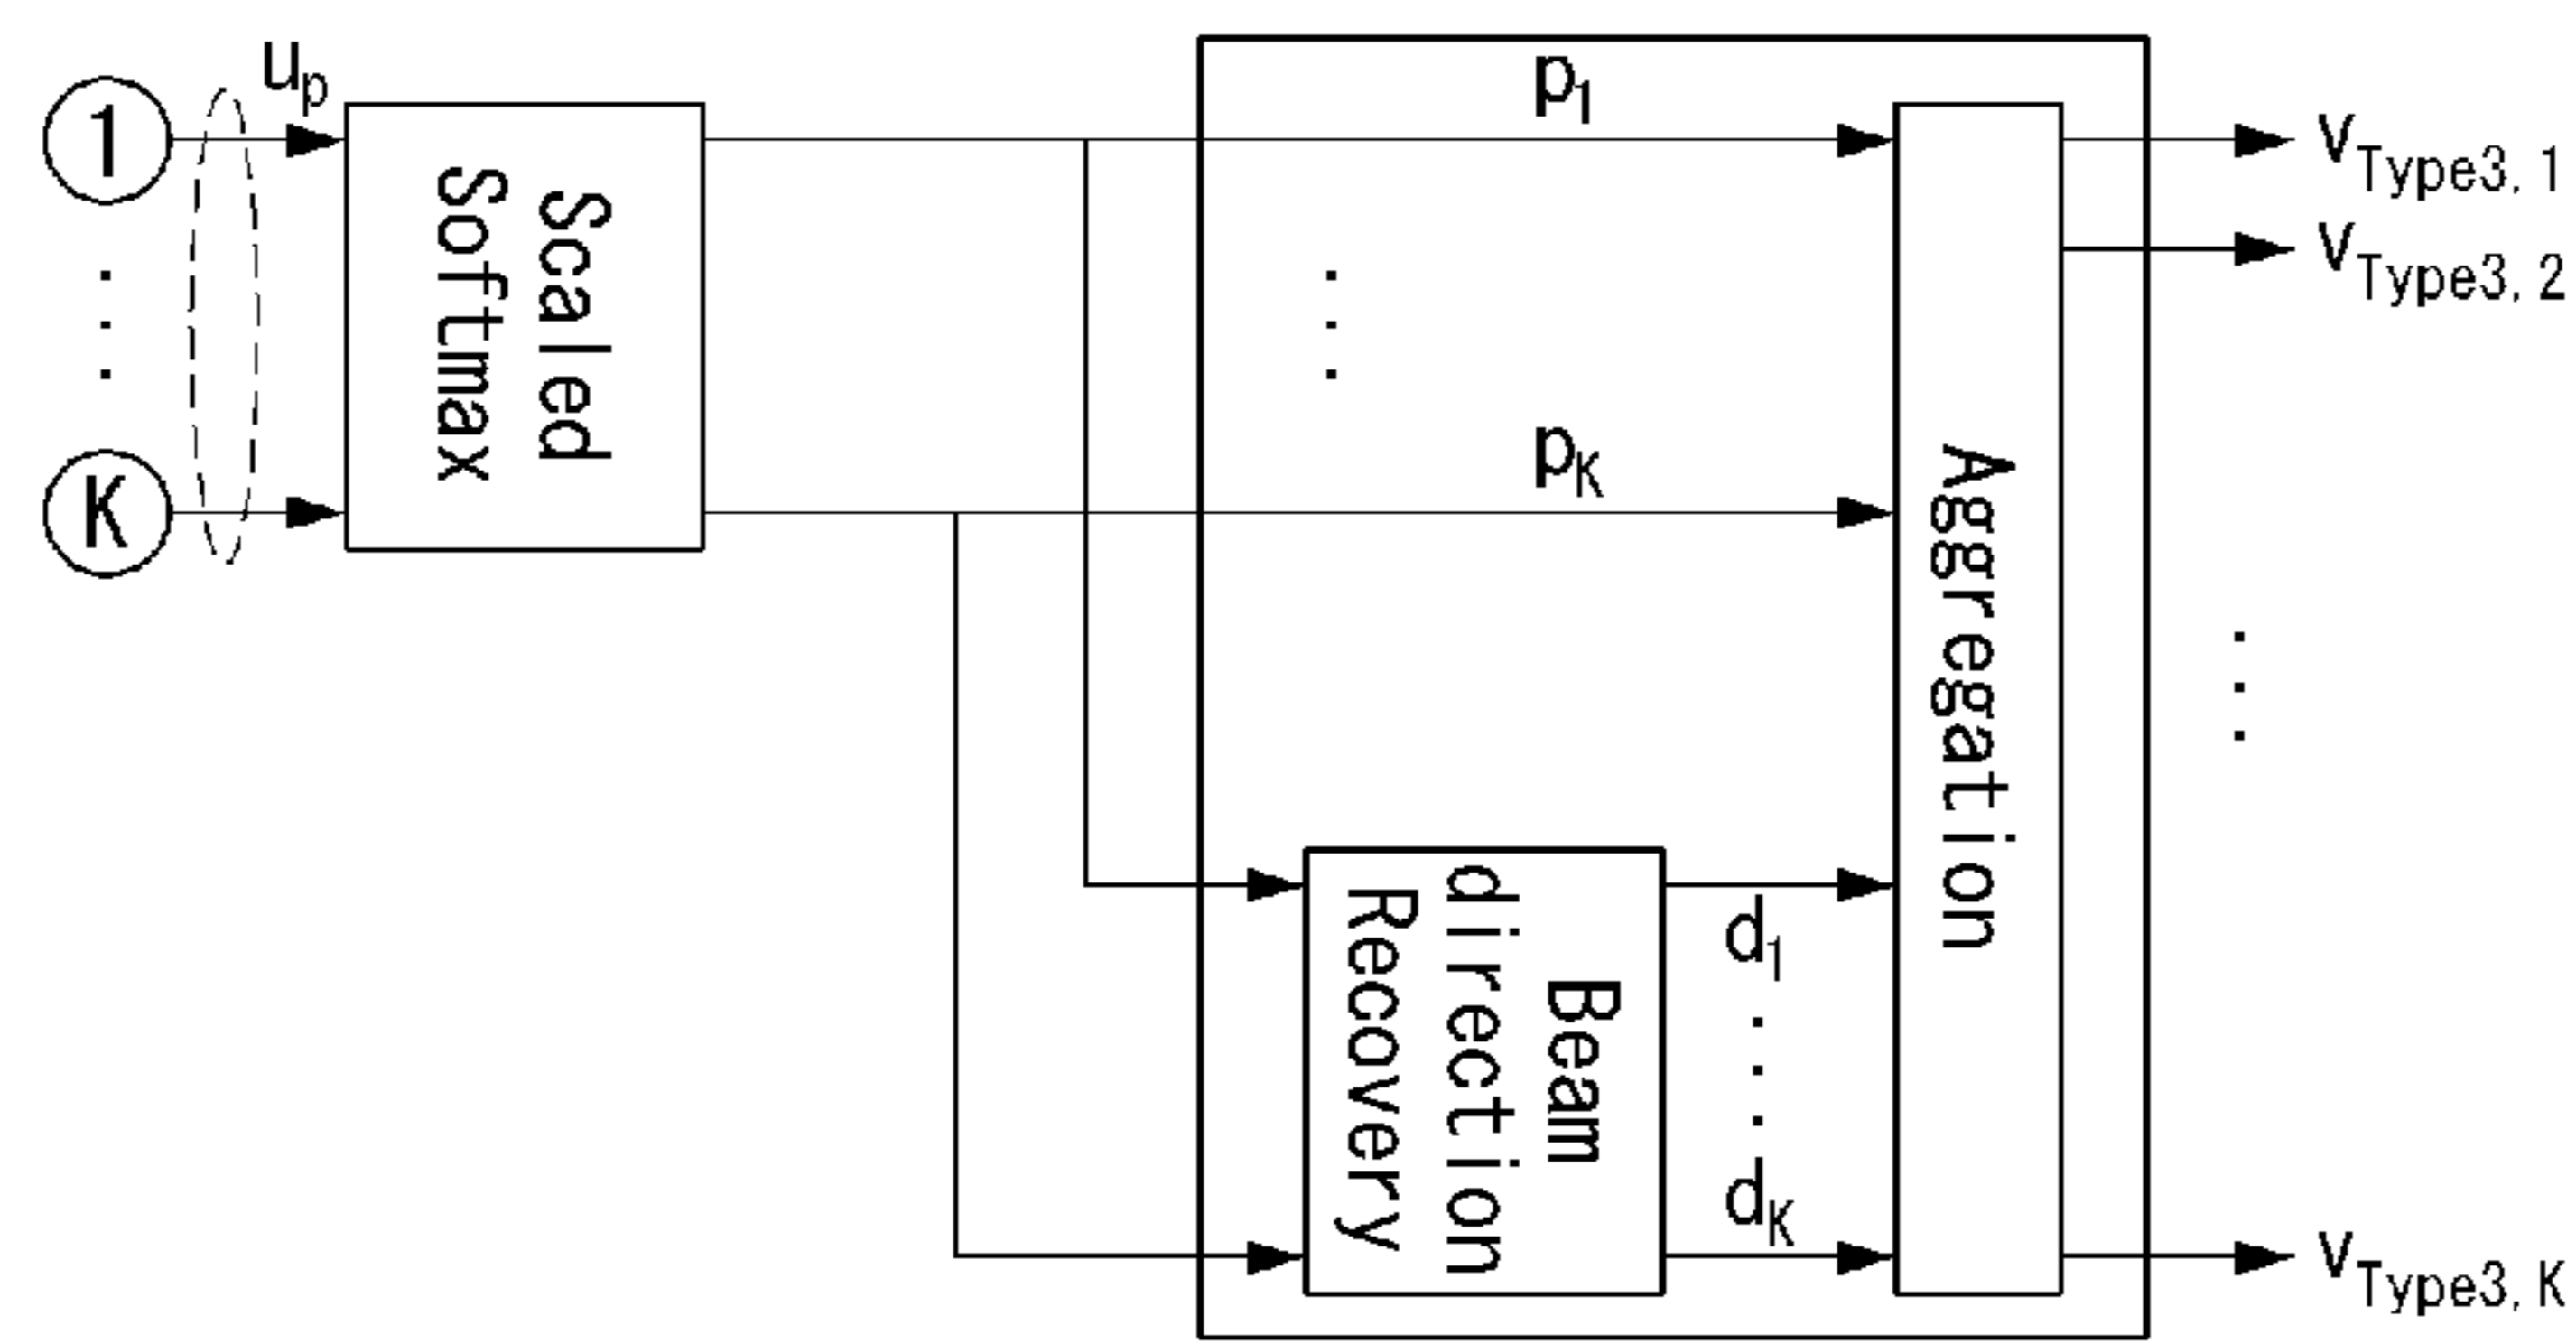 1
K
u_p
Scaled
Softmax
p_1
p_K
Beam
direction
Recovery
d_1
d_K
Aggregation
v_Type3, 1
v_Type3, 2
v_Type3, K